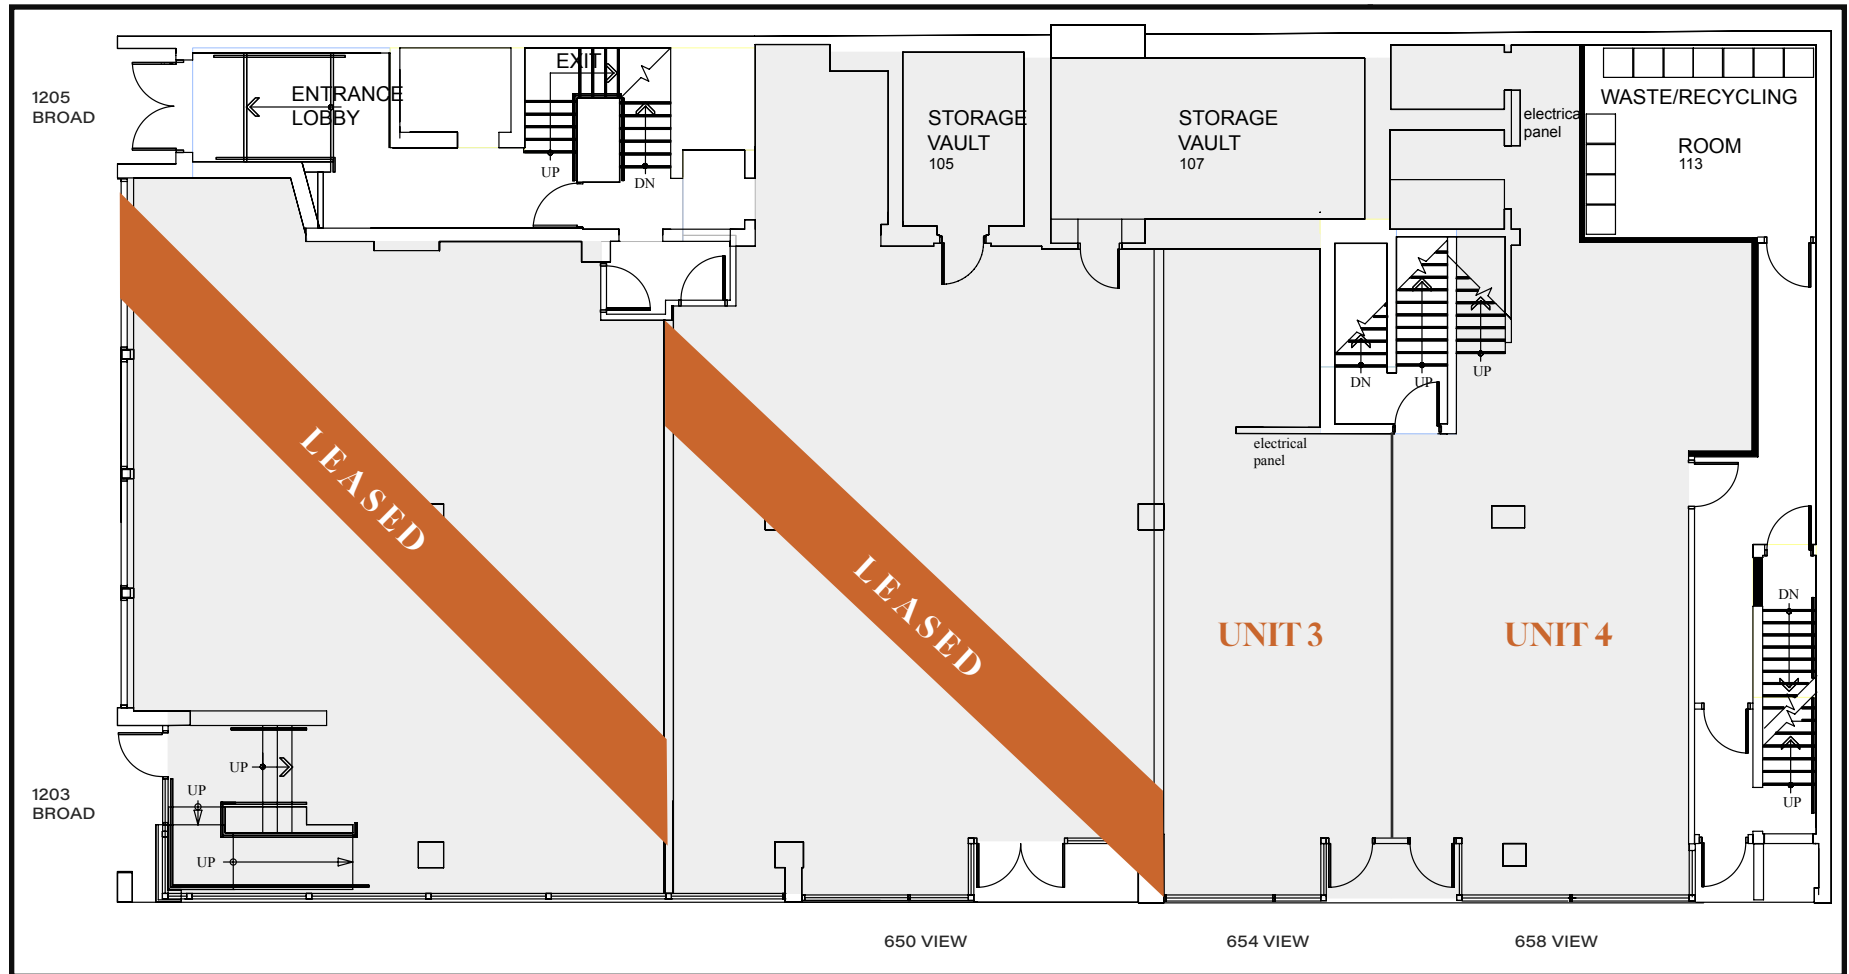 EXIT
1205
BROAD
ENTRANCE
LOBBY
UP
DN
STORAGE
VAULT
105
STORAGE
VAULT
107
electrical
panel
WASTE/RECYCLING
ROOM
113
DN
UP
UP
electrical
panel
LEASED
LEASED
UNIT 3
UNIT 4
DN
UP
UP
UP
UP
1203
BROAD
650 VIEW
654 VIEW
658 VIEW